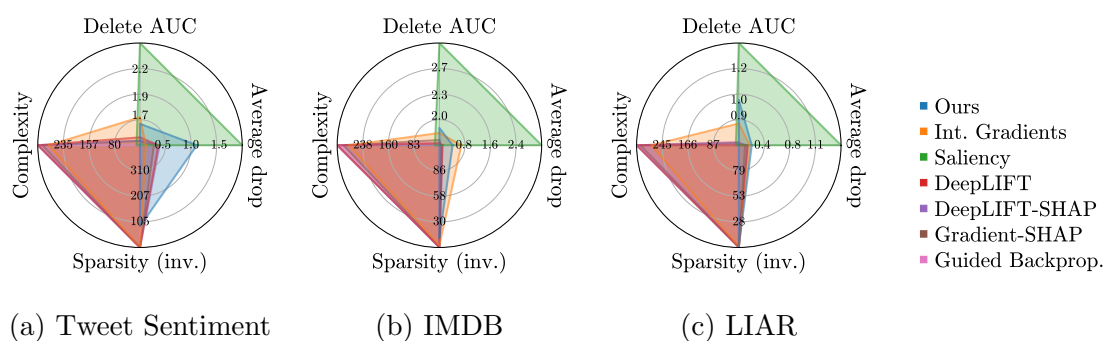 Delete AUC
Average drop
Sparsity (inv.)
Complexity
2.2
1.9
1.7
235 157 80 0.5 1.0 1.5
310
207
105
Delete AUC
Average drop
Sparsity (inv.)
Complexity
2.7
2.3
2.0
238 160 83 0.8 1.6 2.4
86
58
30
Delete AUC
Average drop
Sparsity (inv.)
Complexity
1.2
1.0
0.9
245 166 87 0.4 0.8 1.1
79
53
28
Ours
Int. Gradients
Saliency
DeepLIFT
DeepLIFT-SHAP
Gradient-SHAP
Guided Backprop.
(a) Tweet Sentiment
(b) IMDB
(c) LIAR